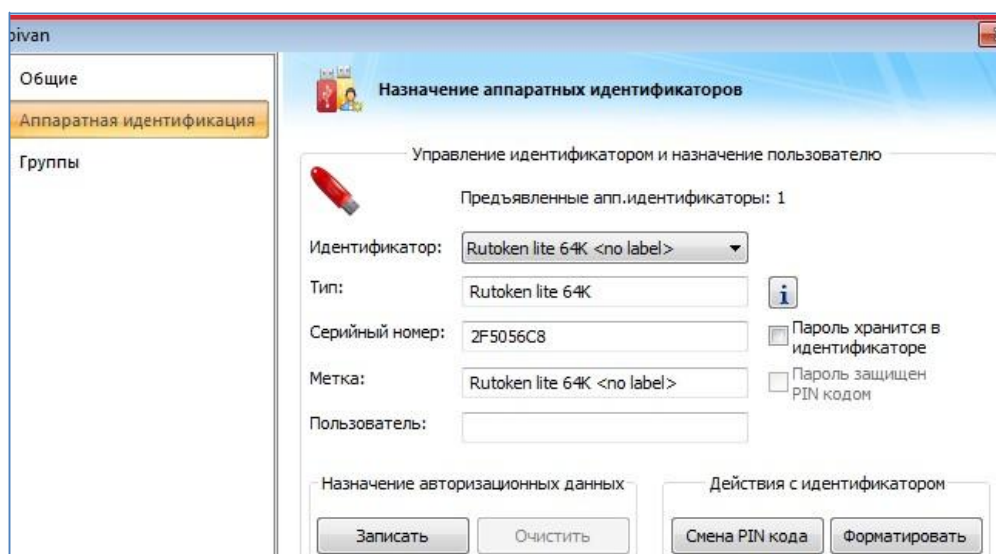 oivan
Общие
Аппаратная идентификация
Группы
Назначение аппаратных идентификаторов
Управление идентификатором и назначение пользователю
Предъявленные апп.идентификаторы: 1
Идентификатор: Rutoken lite 64K <no label>
Тип: Rutoken lite 64K
Серийный номер: 2F5056C8
Пароль хранится в
идентификаторе
Метка: Rutoken lite 64K <no label>
Пароль защищен
PIN кодом
Пользователь:
Назначение авторизационных данных
Действия с идентификатором
Записать
Очистить
Смена PIN кода
Форматировать